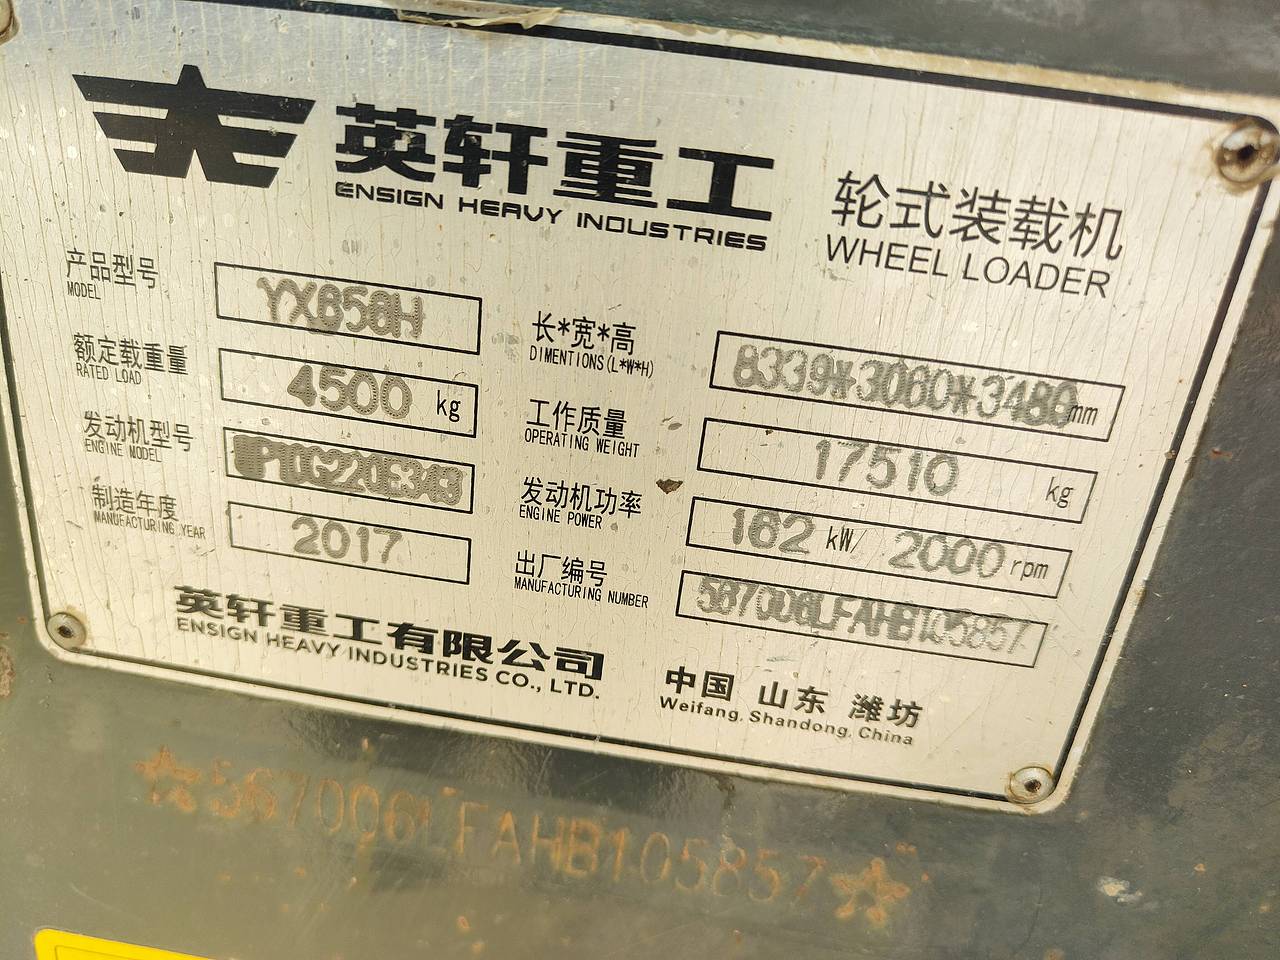 英轩重工
ENSIGN HEAVY INDUSTRIES
轮式装载机
WHEEL LOADER
产品型号
MODEL
YX656H
额定载重量
RATED LOAD
4500 kg
发动机型号
ENGINE MODEL
WP10G220E343
制造年度
MANUFACTURING YEAR
2017
长*宽*高
DIMENTIONS(L*W*H)
8339*3060*3480mm
工作质量
OPERATING WEIGHT
17510 kg
发动机功率
ENGINE POWER
162 kW/ 2000 rpm
出厂编号
MANUFACTURING NUMBER
567006LFAHB105857
英轩重工有限公司
ENSIGN HEAVY INDUSTRIES CO., LTD.
中国 山东 潍坊
Weifang, Shandong, China
☆567006LFAHB105857☆